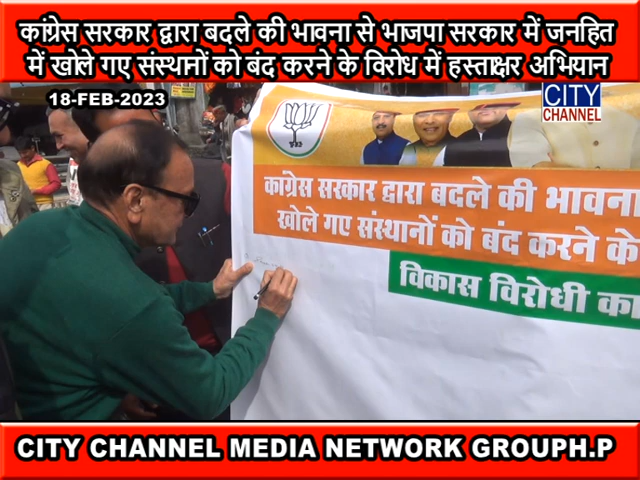 कांग्रेस सरकार द्वारा बदले की भावना से भाजपा सरकार में जनहित
में खोले गए संस्थानों को बंद करने के विरोध में हस्ताक्षर अभियान
18-FEB-2023
CITY
CHANNEL
कांग्रेस सरकार द्वारा बदले की भावना
खोले गए संस्थानों को बंद करने के
विकास विरोधी का
CITY CHANNEL MEDIA NETWORK GROUPH.P